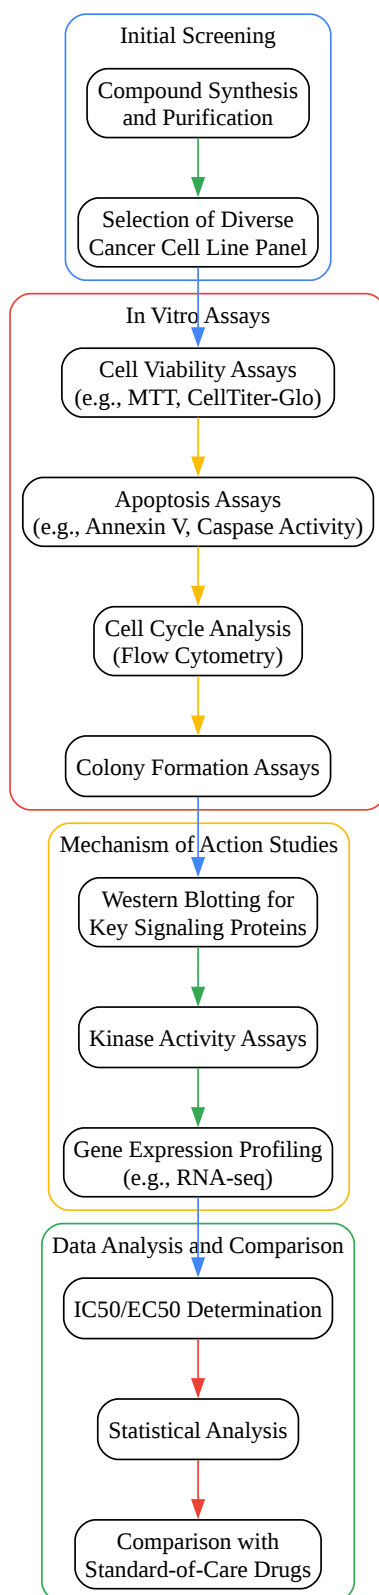 Initial Screening
Compound Synthesis
and Purification
Selection of Diverse
Cancer Cell Line Panel
In Vitro Assays
Cell Viability Assays
(e.g., MTT, CellTiter-Glo)
Apoptosis Assays
(e.g., Annexin V, Caspase Activity)
Cell Cycle Analysis
(Flow Cytometry)
Colony Formation Assays
Mechanism of Action Studies
Western Blotting for
Key Signaling Proteins
Kinase Activity Assays
Gene Expression Profiling
(e.g., RNA-seq)
Data Analysis and Comparison
IC50/EC50 Determination
Statistical Analysis
Comparison with
Standard-of-Care Drugs